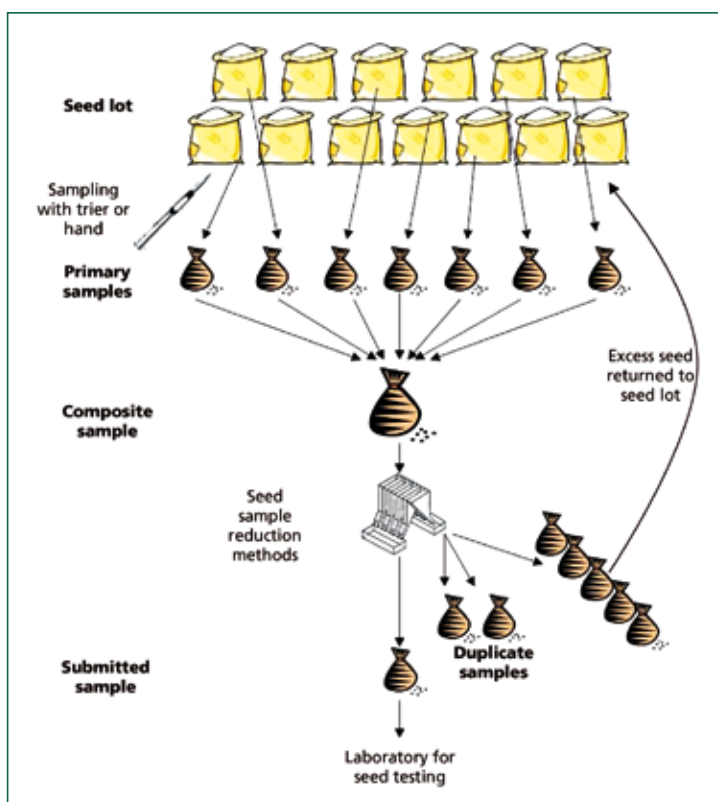 Seed lot
Sampling
with trier or
hand
Primary
samples
Excess seed
returned to
seed lot
Composite
sample
Seed
sample
reduction
methods
Duplicate
samples
Submitted
sample
Laboratory for
seed testing